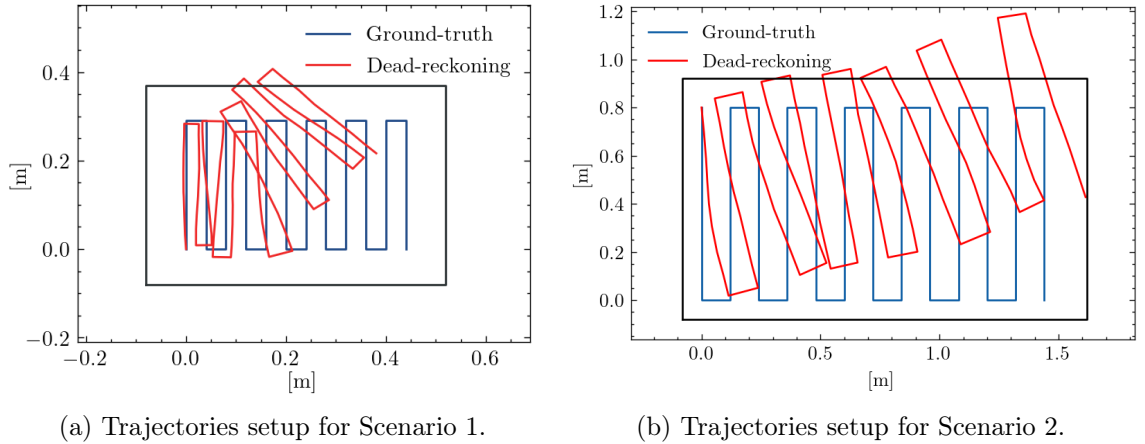 Ground-truth
Dead-reckoning
0.4
0.2
0.0
−0.2
[m]
−0.2
0.0
0.2
0.4
0.6
[m]
(a) Trajectories setup for Scenario 1.
Ground-truth
Dead-reckoning
1.2
1.0
0.8
0.6
0.4
0.2
0.0
[m]
0.0
0.5
1.0
1.5
[m]
(b) Trajectories setup for Scenario 2.